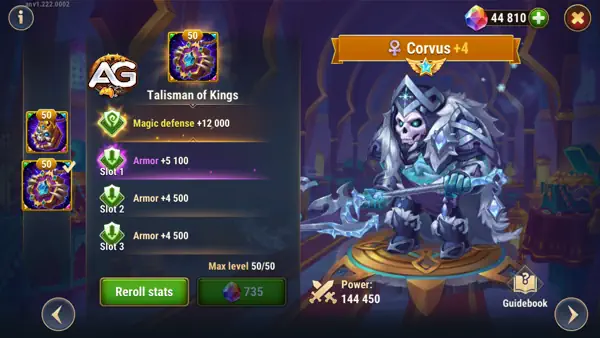 gnv1.222.0002
i
44 810
50
AG
Corvus +4
Talisman of Kings
50
Magic defense +12 000
Armor +5 100
Slot 1
50
Armor +4 500
Slot 2
Armor +4 500
Slot 3
Max level 50/50
Reroll stats
735
Power:
144 450
?
Guidebook